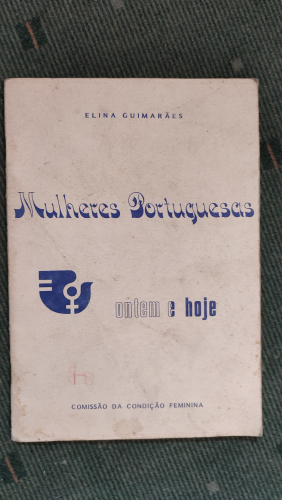 ELINA GUIMARÃES
Mulheres Portuguesas
ontem e hoje
COMISSÃO DA CONDIÇÃO FEMININA